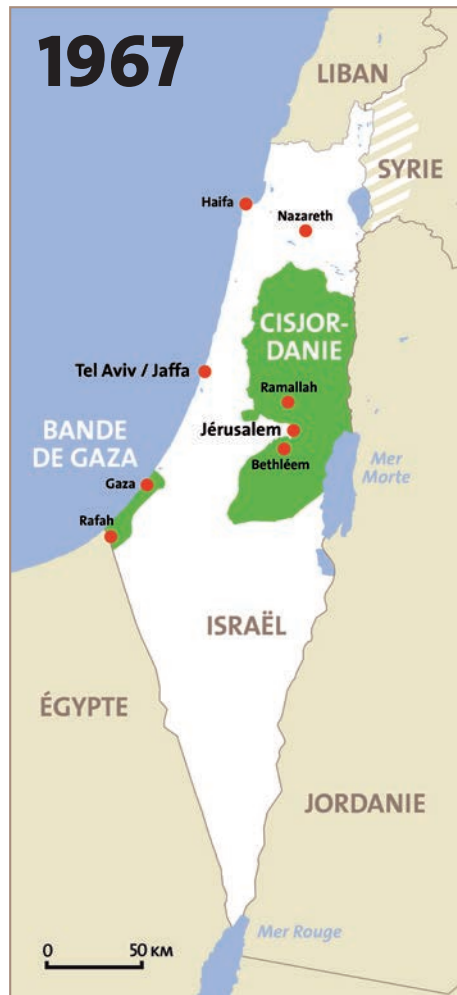 1967
LIBAN
SYRIE
Haifa
Nazareth
CISJOR-
DANIE
Tel Aviv / Jaffa
Ramallah
Jérusalem
BANDE
DE GAZA
Bethléem
Mer
Morte
Gaza
Rafah
ISRAËL
ÉGYPTE
JORDANIE
Mer Rouge
0 50 KM